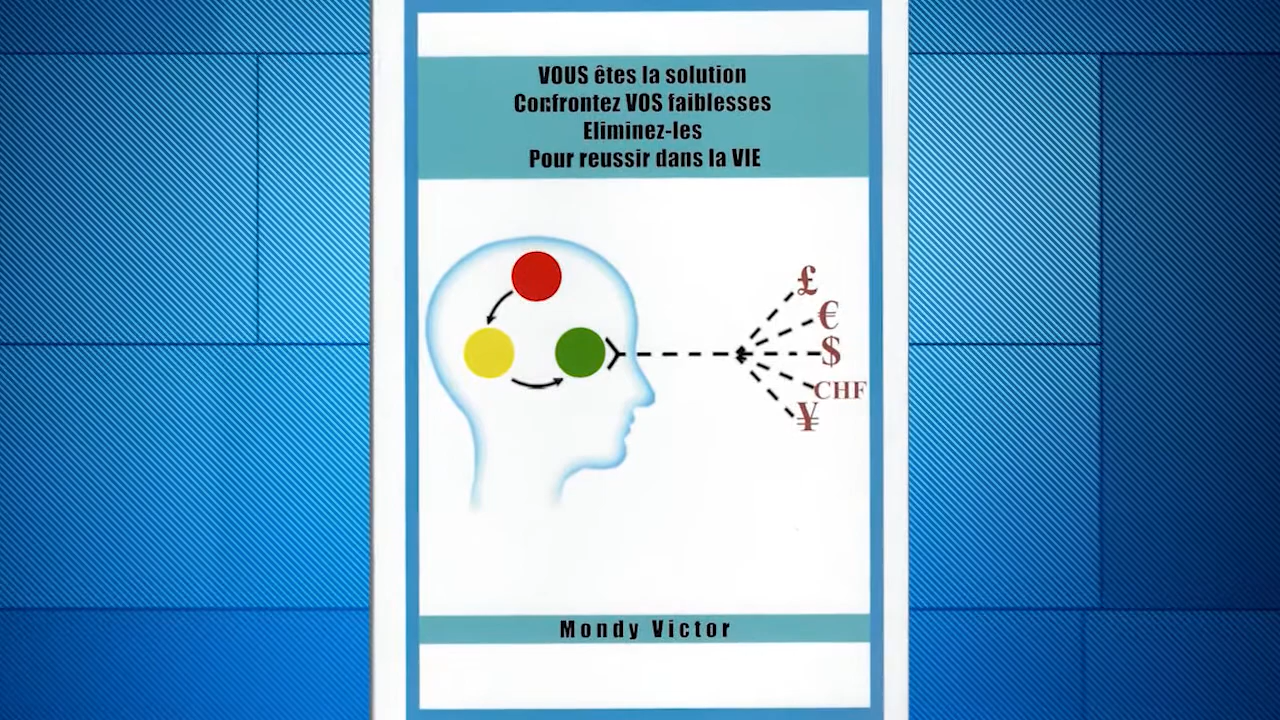 VOUS êtes la solution
Confrontez VOS faiblesses
Eliminez-les
Pour reussir dans la VIE
£
€
$
CHF
¥
Mondy Victor